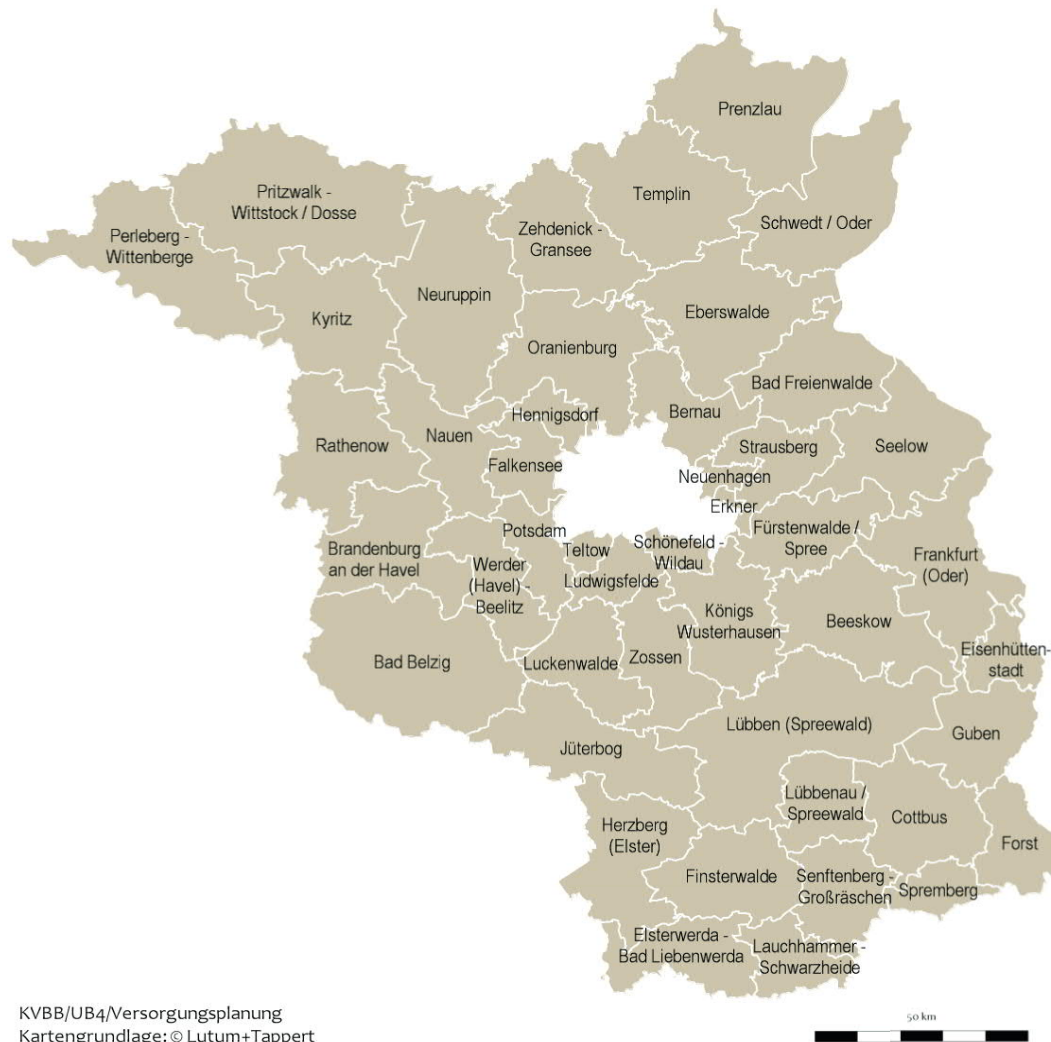 Prenzlau
Pritzwalk -
Wittstock / Dosse
Templin
Perleberg -
Wittenberge
Zehdenick -
Gransee
Schwedt / Oder
Neuruppin
Kyritz
Eberswalde
Oranienburg
Bad Freienwalde
Hennigsdorf
Bernau
Rathenow
Nauen
Strausberg
Seelow
Falkensee
Neuenhagen
Erkner
Potsdam
Fürstenwalde /
Spree
Brandenburg
an der Havel
Teltow
Schönefeld -
Wildau
Frankfurt
(Oder)
Werder
(Havel) -
Beelitz
Ludwigsfelde
Königs
Wusterhausen
Beeskow
Bad Belzig
Luckenwalde
Zossen
Eisenhütten-
stadt
Lübben (Spreewald)
Guben
Jüterbog
Lübbenau /
Spreewald
Cottbus
Herzberg
(Elster)
Forst
Finsterwalde
Senftenberg -
Großräschen
Spremberg
Elsterwerda -
Bad Liebenwerda
Lauchhammer -
Schwarzheide
KVBB/UB4/Versorgungsplanung
Kartengrundlage: © Lutum+Tappert
50 km